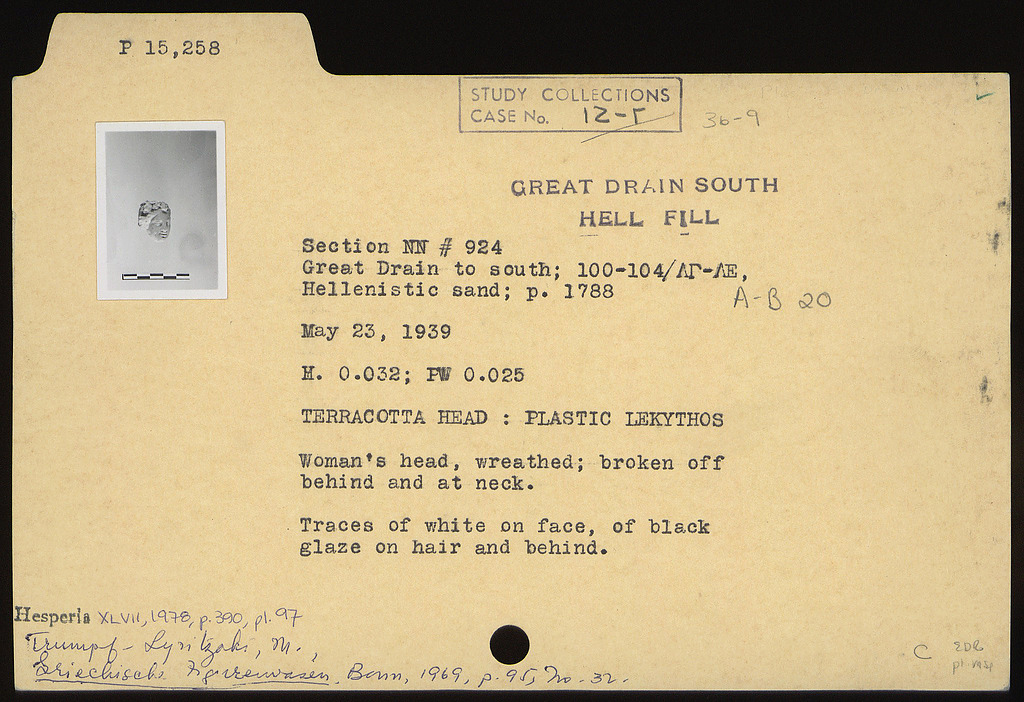 P 15,258
STUDY COLLECTIONS
CASE No. 12-Γ
36-9
GREAT DRAIN SOUTH
HELL FILL
Section NN # 924
Great Drain to south; 100-104/ΛΓ-ΛΕ,
Hellenistic sand; p. 1788
A-B 20
May 23, 1939
H. 0.032; PW 0.025
TERRACOTTA HEAD : PLASTIC LEKYTHOS
Woman's head, wreathed; broken off
behind and at neck.
Traces of white on face, of black
glaze on hair and behind.
Hesperia XLVII, 1978, p. 390, pl. 97
Trumpf-Lyritzaki, M.,
Griechische Figurenvasen, Bonn, 1969, p. 95, No. 32.
C